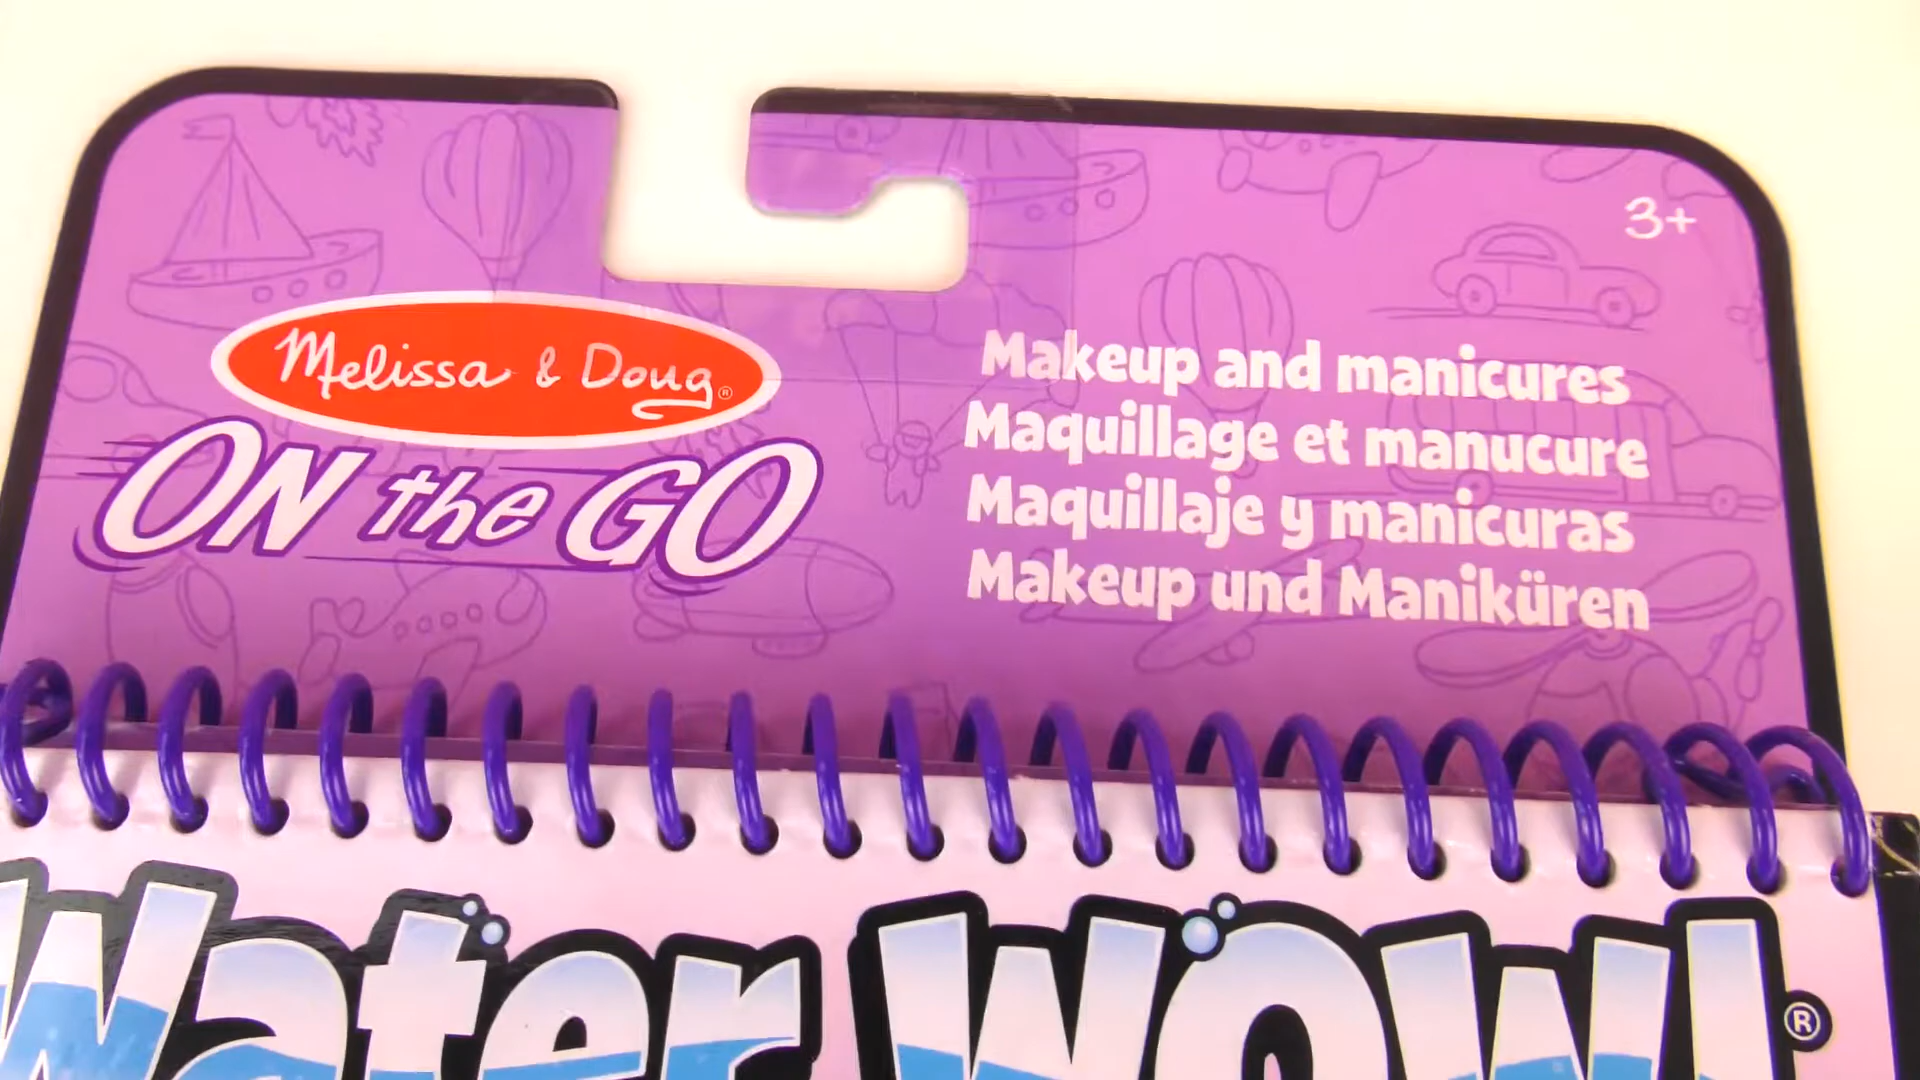 3+
Melissa & Doug®
ON the GO
Makeup and manicures
Maquillage et manucure
Maquillaje y manicuras
Makeup und Maniküren
Water WOW!®